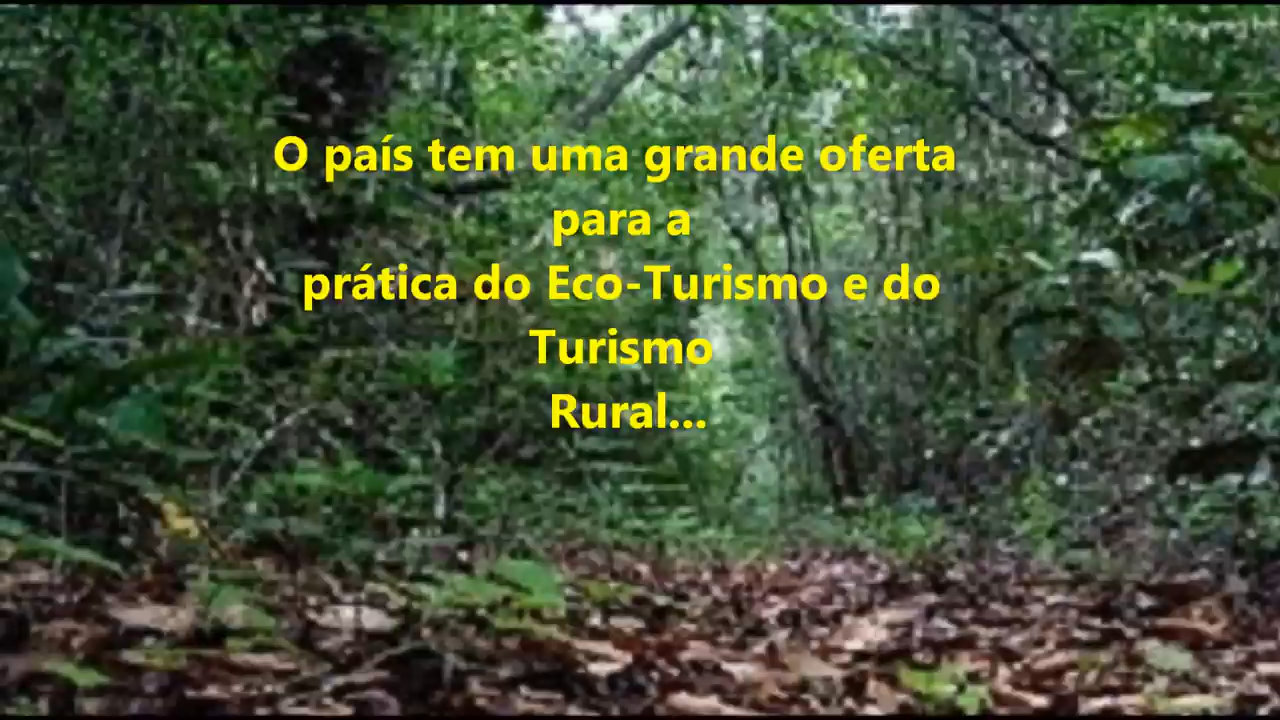 O país tem uma grande oferta
para a
prática do Eco-Turismo e do
Turismo
Rural...